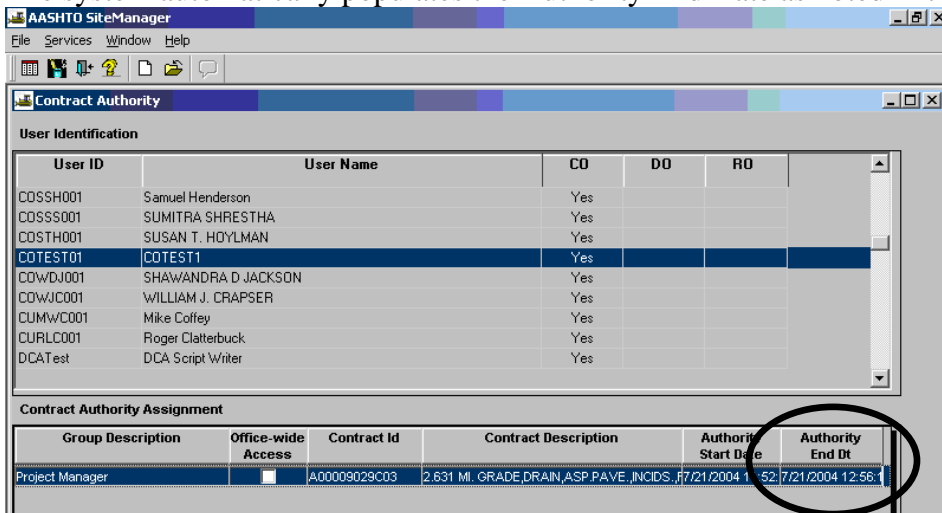 AASHTO SiteManager
File Services Window Help
Contract Authority
User Identification
User ID User Name CO DO RO
COSSH001 Samuel Henderson Yes
COSSS001 SUMITRA SHRESTHA Yes
COSTH001 SUSAN T. HOYLMAN Yes
COTEST01 COTEST1 Yes
COWDJ001 SHAWANDRA D JACKSON Yes
COWJC001 WILLIAM J. CRAPSER Yes
CUMWC001 Mike Coffey Yes
CURLC001 Roger Clatterbuck Yes
DCATest DCA Script Writer Yes
Contract Authority Assignment
Group Description Office-wide Access Contract Id Contract Description Authority Start Date Authority End Dt
Project Manager A00009029C03 2.631 MI. GRADE,DRAIN,ASP.PAVE.,INCIDS., 7/21/2004 7/21/2004 12:56:1